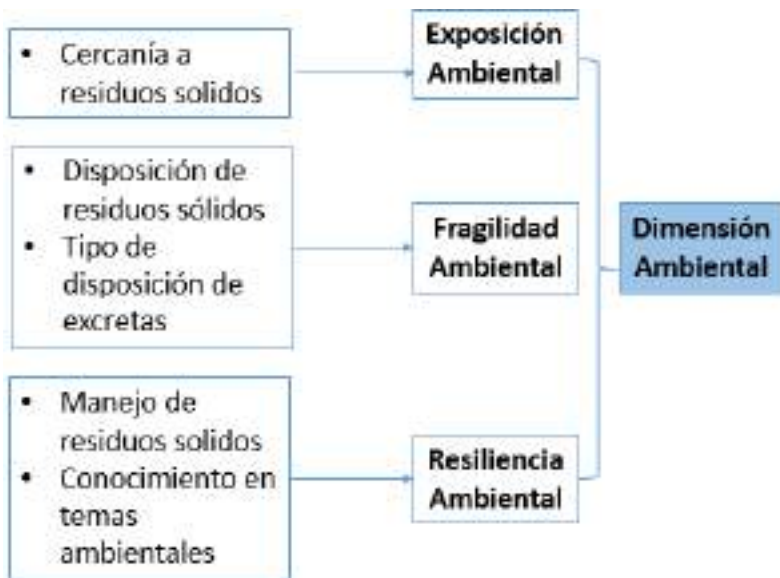 • Cercanía a
residuos solidos
Exposición
Ambiental
• Disposición de
residuos sólidos
• Tipo de
disposición de
excretas
Fragilidad
Ambiental
Dimensión
Ambiental
• Manejo de
residuos solidos
• Conocimiento en
temas
ambientales
Resiliencia
Ambiental